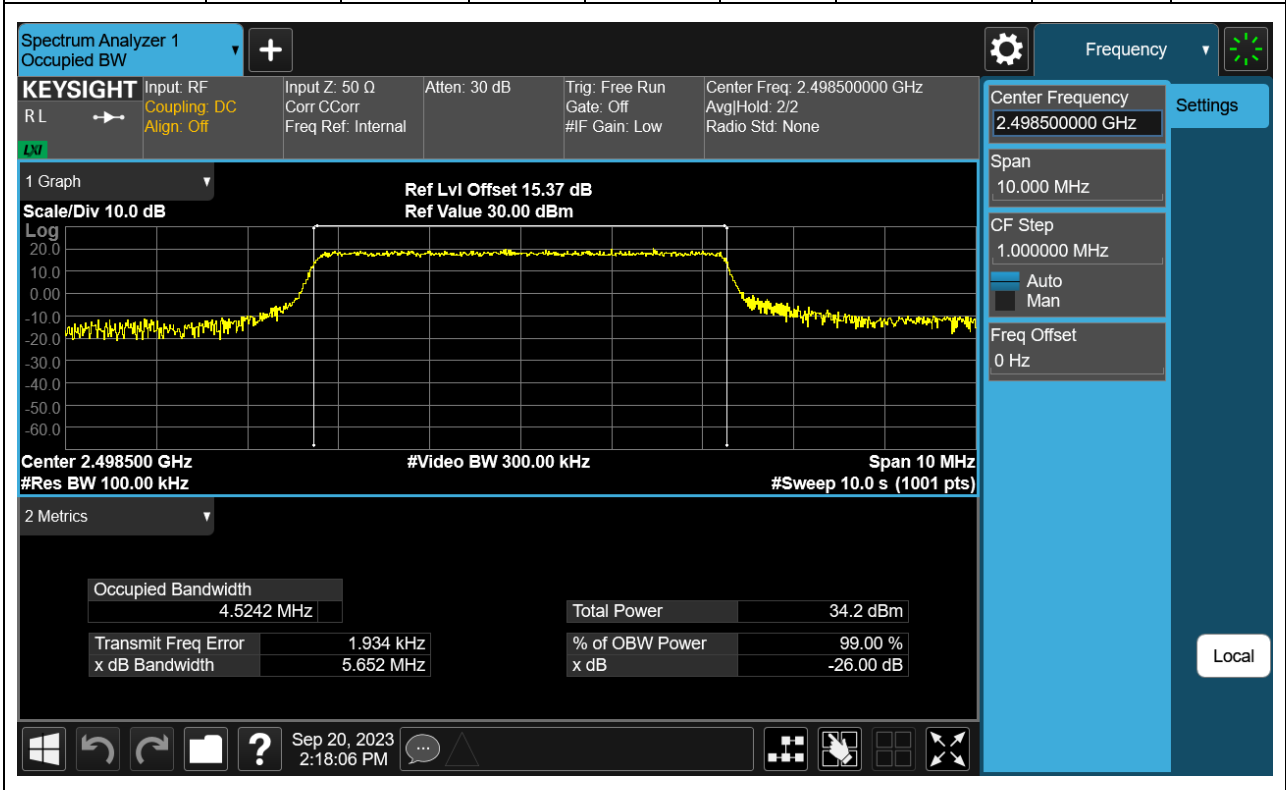 Spectrum Analyzer 1
Occupied BW
Frequency
KEYSIGHT
R L
LXI
Input: RF
Coupling: DC
Align: Off
Input Z: 50 Ω
Corr CCorr
Freq Ref: Internal
Atten: 30 dB
Trig: Free Run
Gate: Off
#IF Gain: Low
Center Freq: 2.498500000 GHz
Avg|Hold: 2/2
Radio Std: None
Center Frequency
2.498500000 GHz
Settings
Span
10.000 MHz
CF Step
1.000000 MHz
Auto
Man
Freq Offset
0 Hz
Local
1 Graph
Scale/Div 10.0 dB
Ref Lvl Offset 15.37 dB
Ref Value 30.00 dBm
Log
20.0
10.0
0.00
-10.0
-20.0
-30.0
-40.0
-50.0
-60.0
Center 2.498500 GHz
#Video BW 300.00 kHz
Span 10 MHz
#Res BW 100.00 kHz
#Sweep 10.0 s (1001 pts)
2 Metrics
Occupied Bandwidth
4.5242 MHz
Total Power 34.2 dBm
Transmit Freq Error 1.934 kHz
% of OBW Power 99.00 %
x dB Bandwidth 5.652 MHz
x dB -26.00 dB
?
Sep 20, 2023
2:18:06 PM